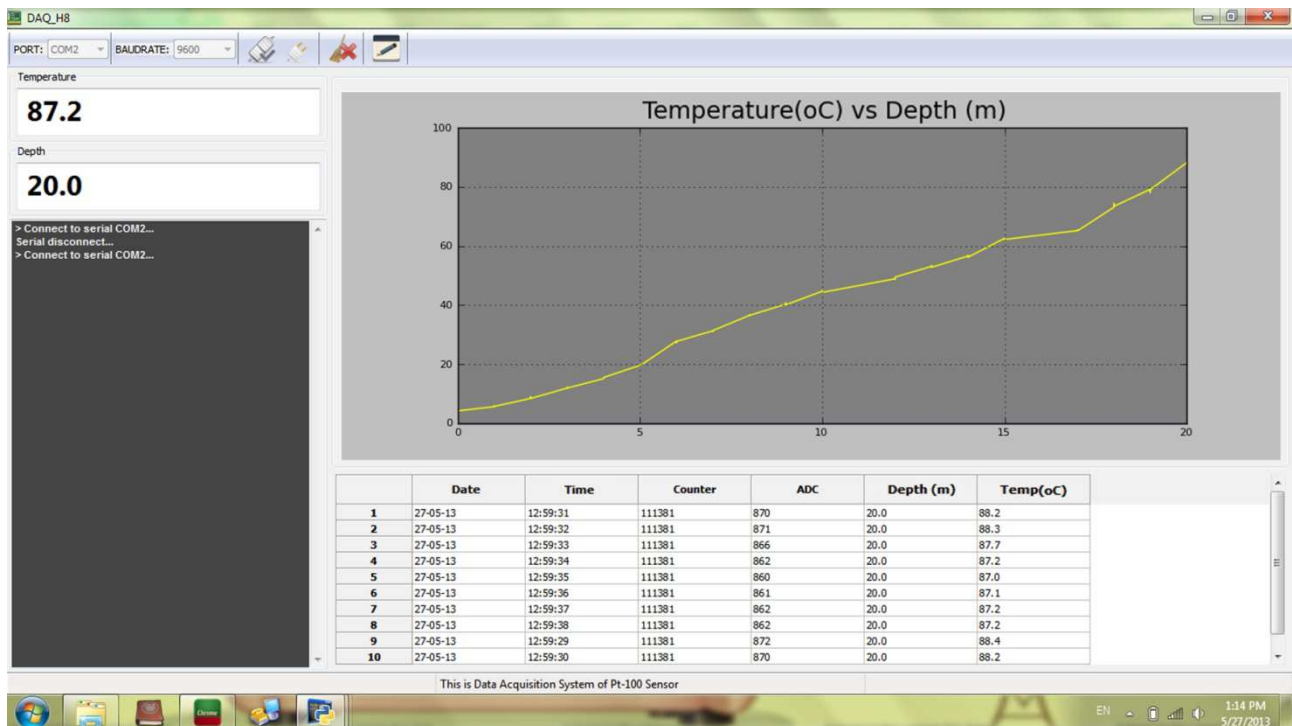 DAQ_H8
PORT: COM2 BAUDRATE: 9600
Temperature
87.2
Depth
20.0
> Connect to serial COM2...
Serial disconnect...
> Connect to serial COM2...
Temperature(oC) vs Depth (m)
100
80
60
40
20
0
0 5 10 15 20
Date Time Counter ADC Depth (m) Temp(oC)
1 27-05-13 12:59:31 111381 870 20.0 88.2
2 27-05-13 12:59:32 111381 871 20.0 88.3
3 27-05-13 12:59:33 111381 866 20.0 87.7
4 27-05-13 12:59:34 111381 862 20.0 87.2
5 27-05-13 12:59:35 111381 860 20.0 87.0
6 27-05-13 12:59:36 111381 861 20.0 87.1
7 27-05-13 12:59:37 111381 862 20.0 87.2
8 27-05-13 12:59:38 111381 862 20.0 87.2
9 27-05-13 12:59:29 111381 872 20.0 88.4
10 27-05-13 12:59:30 111381 870 20.0 88.2
This is Data Acquisition System of Pt-100 Sensor
Chrome
EN
1:14 PM
5/27/2013